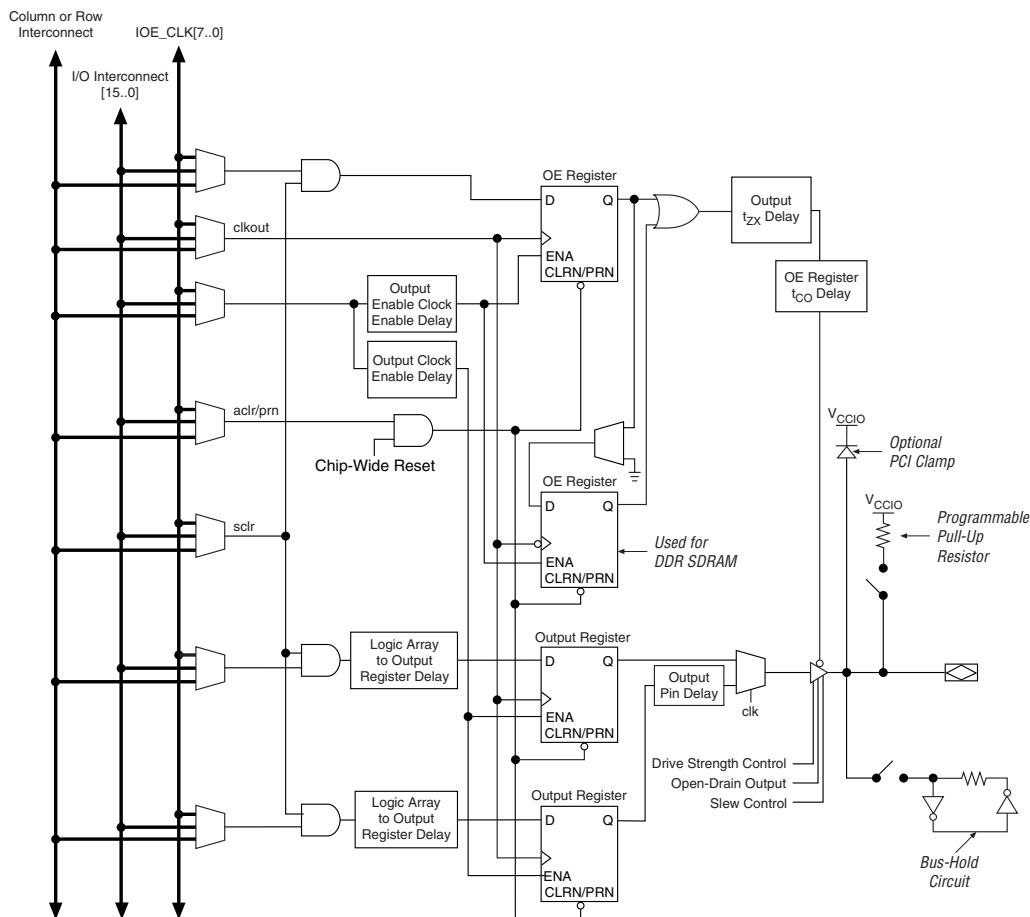 Column or Row
Interconnect
IOE_CLK[7..0]
I/O Interconnect
[15..0]
OE Register
D
Q
ENA
CLRN/PRN
Output
tZX Delay
clkout
OE Register
tCO Delay
Output
Enable Clock
Enable Delay
Output Clock
Enable Delay
aclr/prn
Chip-Wide Reset
VCCIO
Optional
PCI Clamp
OE Register
D
Q
ENA
CLRN/PRN
Used for
DDR SDRAM
VCCIO
Programmable
Pull-Up
Resistor
sclr
Logic Array
to Output
Register Delay
Output Register
D
Q
ENA
CLRN/PRN
Output
Pin Delay
clk
Drive Strength Control
Open-Drain Output
Slew Control
Logic Array
to Output
Register Delay
Output Register
D
Q
ENA
CLRN/PRN
Bus-Hold
Circuit